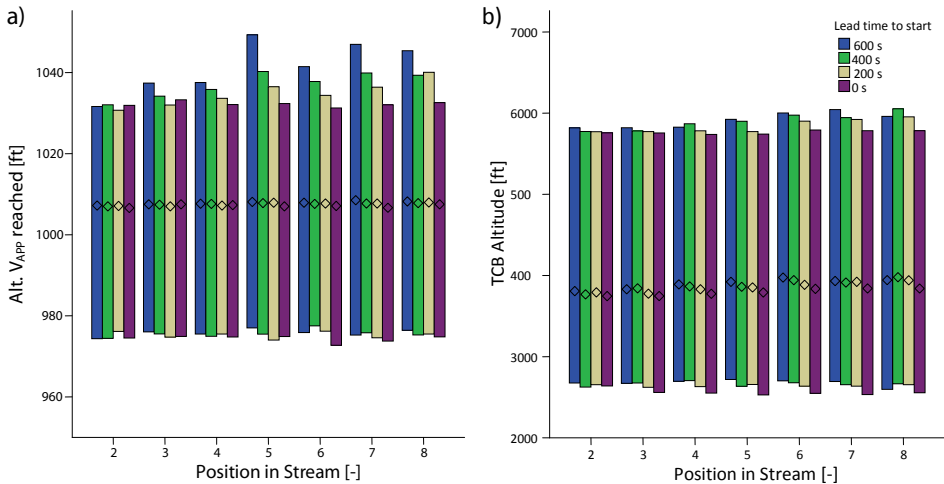 a)
Alt. VAPP reached [ft]
1040
1020
1000
980
960
2 3 4 5 6 7 8
Position in Stream [-]
b)
TCB Altitude [ft]
7000
6000
500
400
3000
2000
Lead time to start
600 s
400 s
200 s
0 s
2 3 4 5 6 7 8
Position in Stream [-]